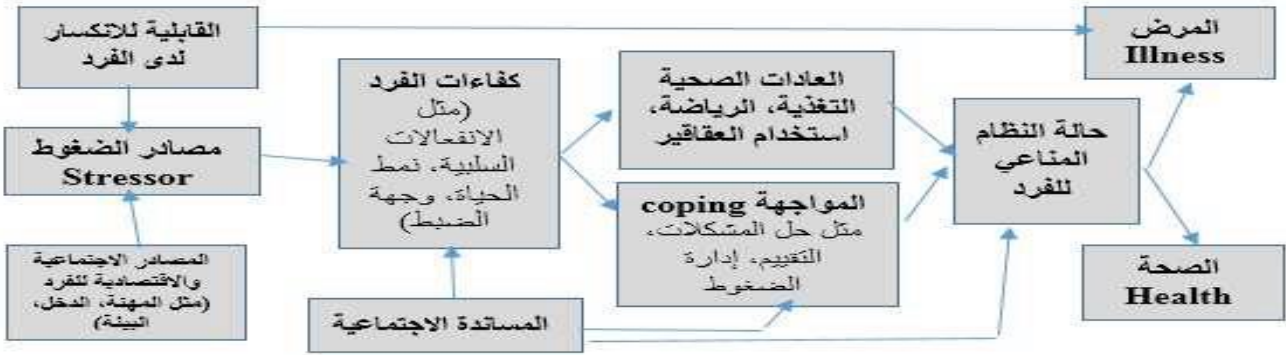 القابلية للانكسار
لدى الفرد
مصادر الضغوط
Stressor
المصادر الاجتماعية
والاقتصادية للفرد
(مثل المهنة، الدخل،
البيئة)
كفاءات الفرد
(مثل
الانفعالات
السلبية، نمط
الحياة، وجهة
الضبط)
المساندة الاجتماعية
العادات الصحية
التغذية، الرياضة،
استخدام العقاقير
المواجهة coping
مثل حل المشكلات،
التقييم، إدارة
الضغوط
حالة النظام
المناعي
للفرد
المرض
Illness
الصحة
Health